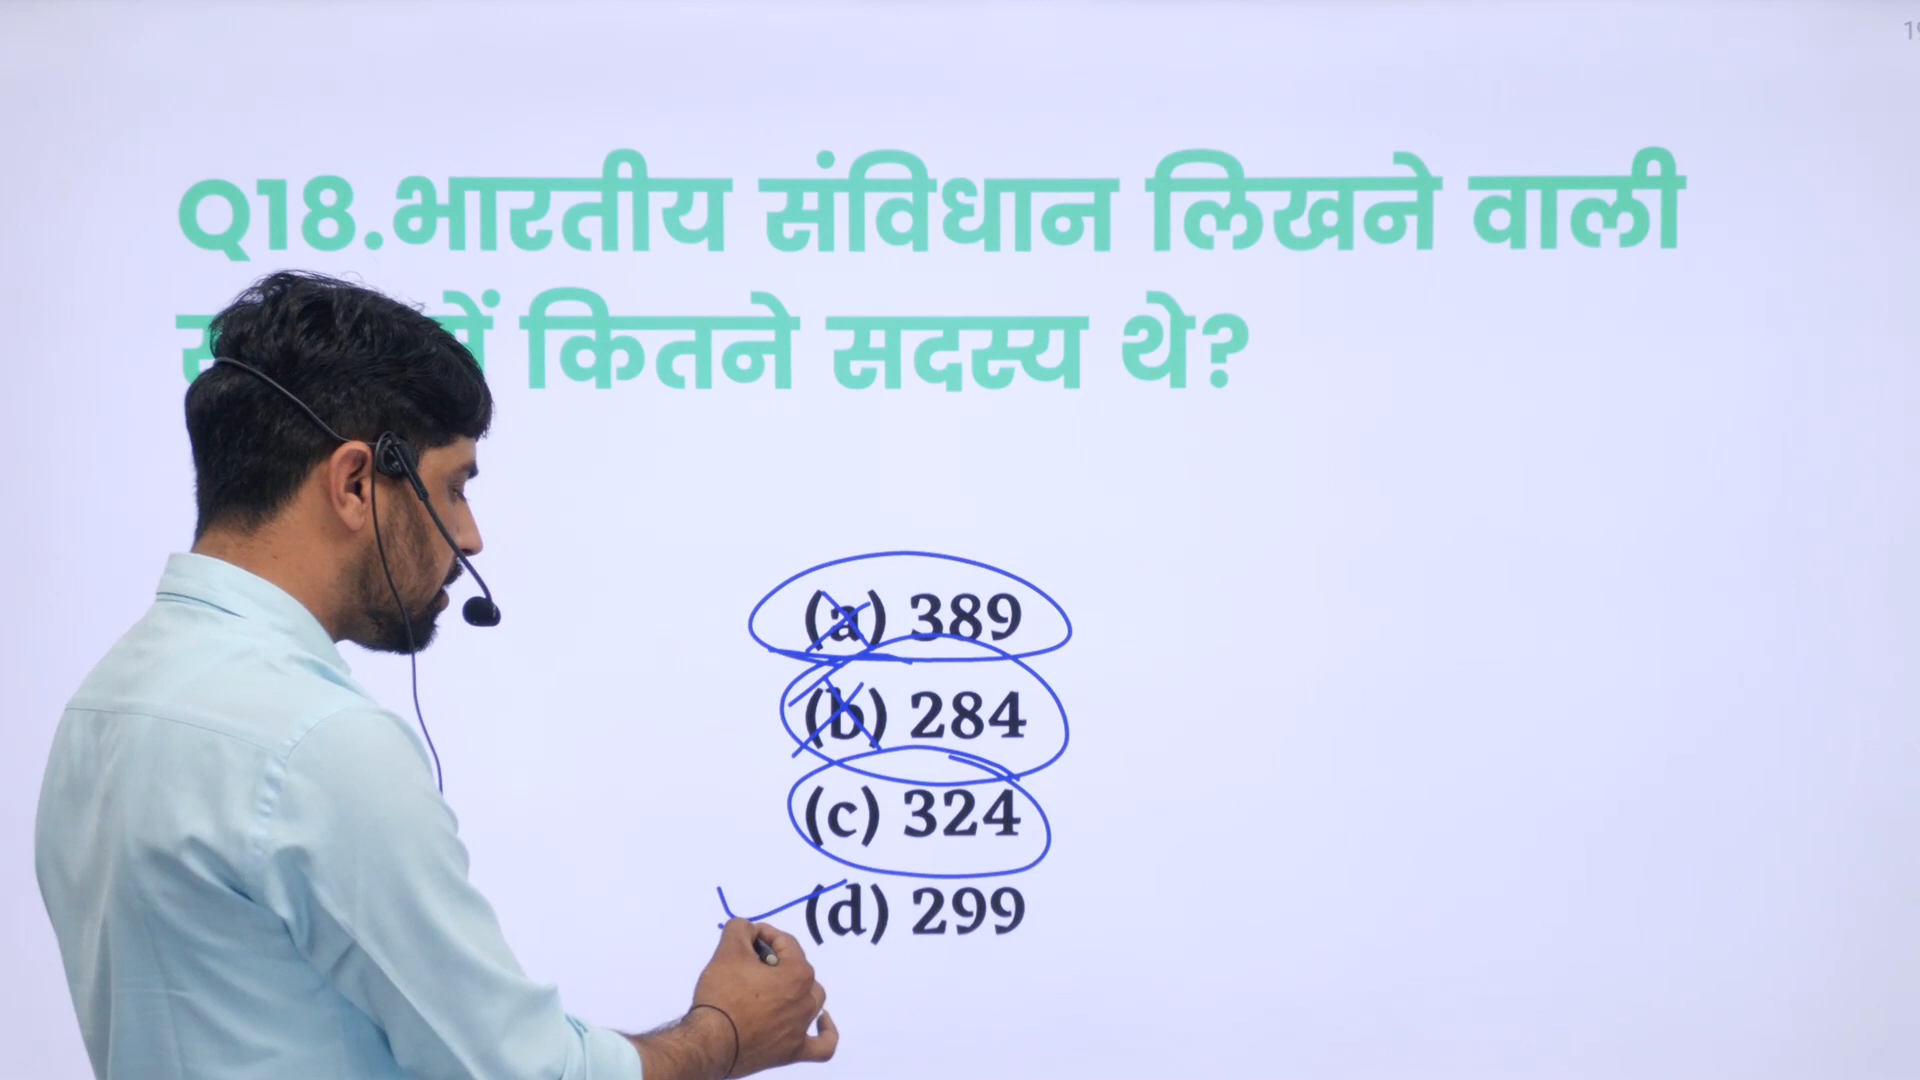 Q18.भारतीय संविधान लिखने वाली
में कितने सदस्य थे?
(a) 389
(b) 284
(c) 324
(d) 299